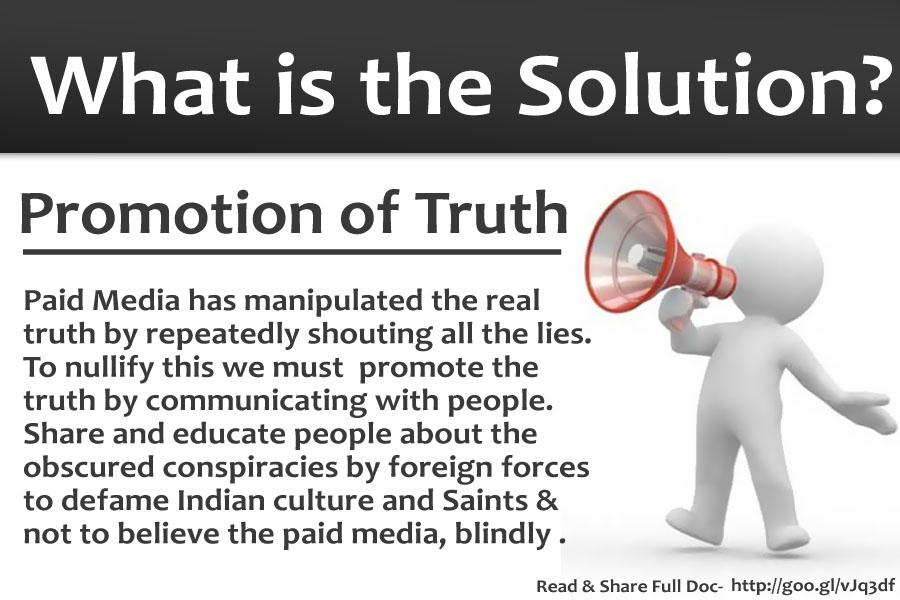 What is the Solution?
Promotion of Truth
Paid Media has manipulated the real
truth by repeatedly shouting all the lies.
To nullify this we must  promote the
truth by communicating with people.
Share and educate people about the
obscured conspiracies by foreign forces
to defame Indian culture and Saints &
not to believe the paid media, blindly .
Read & Share Full Doc- http://goo.gl/vJq3df